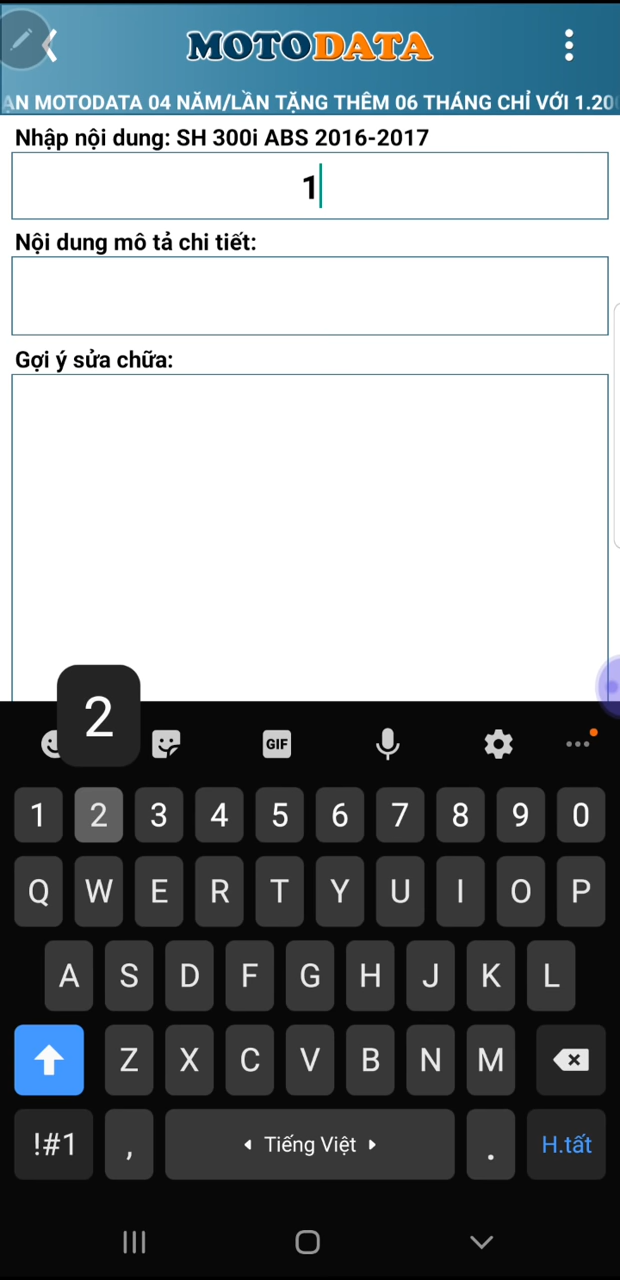 MOTODATA
AN MOTODATA 04 NĂM/LẦN TẶNG THÊM 06 THÁNG CHỈ VỚI 1.20
Nhập nội dung: SH 300i ABS 2016-2017
1
Nội dung mô tả chi tiết:
Gợi ý sửa chữa:
2
GIF
1 2 3 4 5 6 7 8 9 0
Q W E R T Y U I O P
A S D F G H J K L
Z X C V B N M
!#1 , Tiếng Việt . H.tất